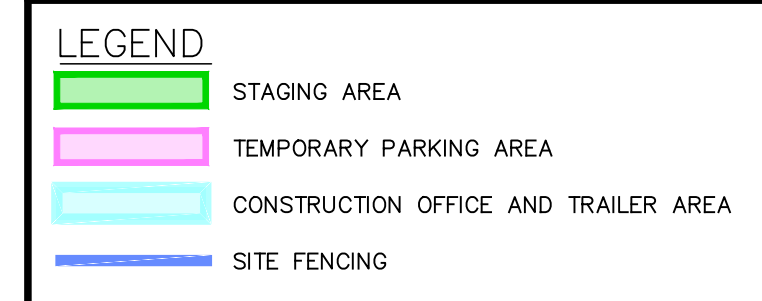 LEGEND
STAGING AREA
TEMPORARY PARKING AREA
CONSTRUCTION OFFICE AND TRAILER AREA
SITE FENCING